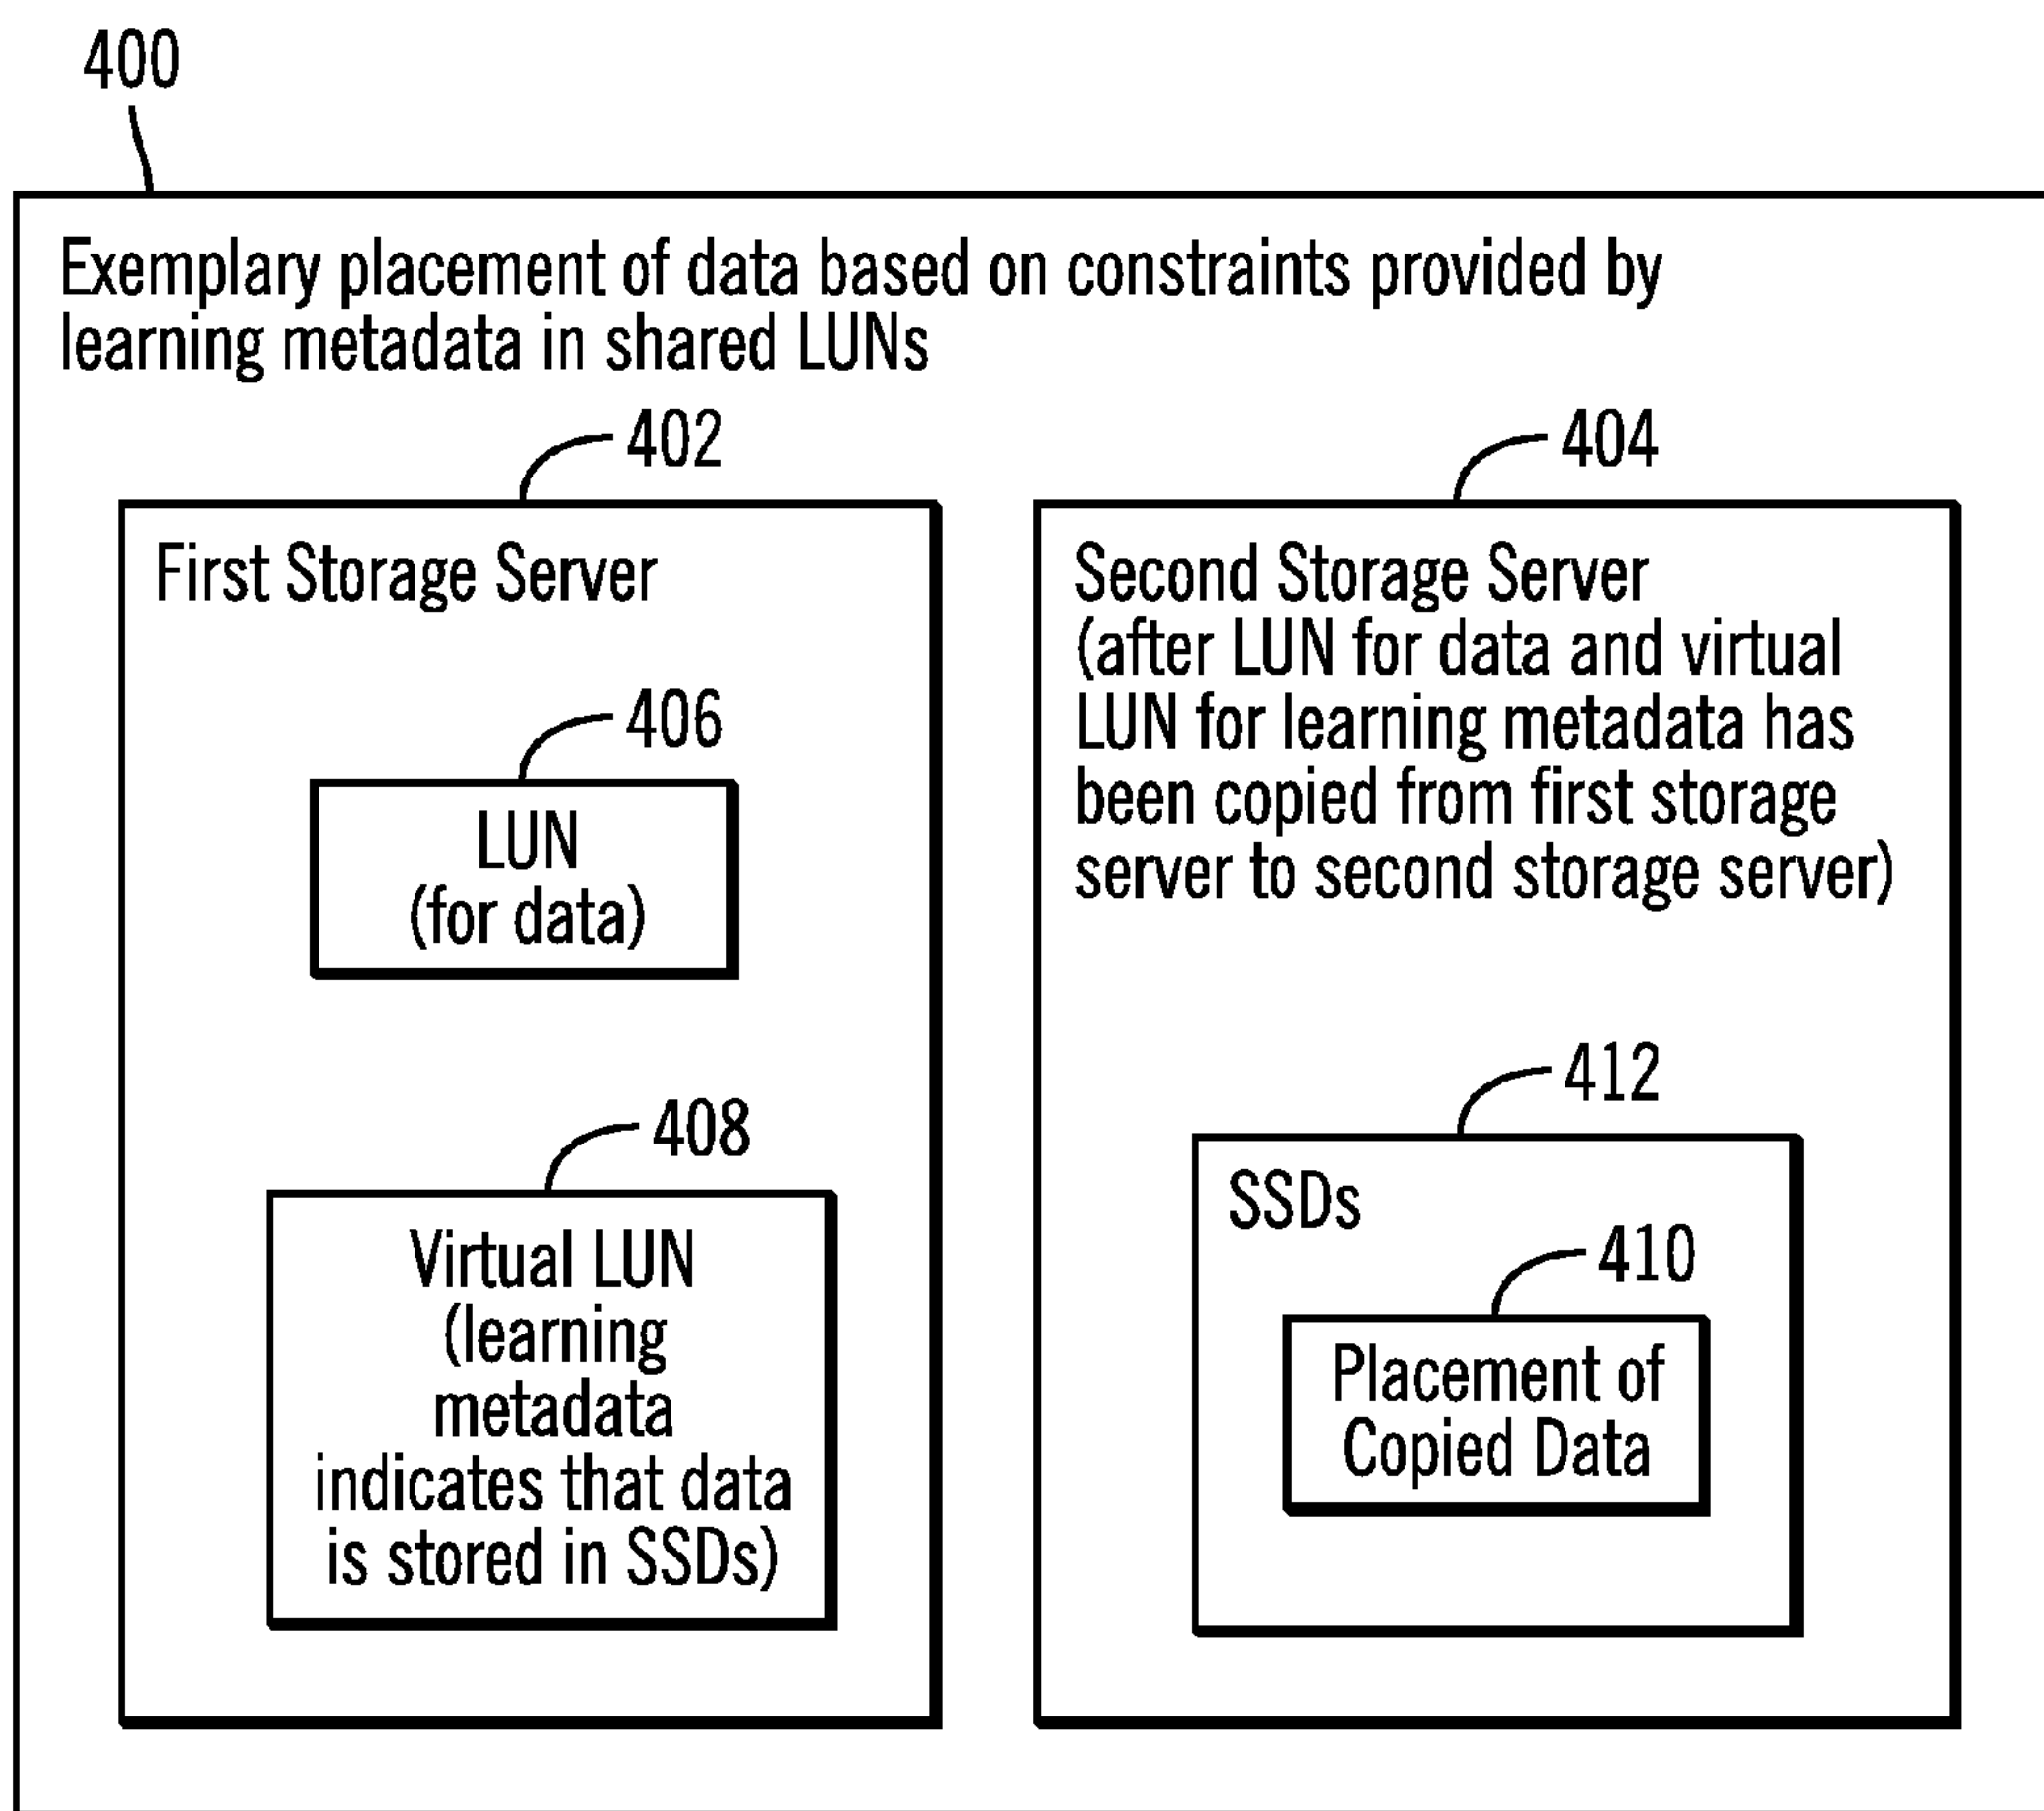 400
Exemplary placement of data based on constraints provided by
learning metadata in shared LUNs
402
First Storage Server
406
LUN
(for data)
408
Virtual LUN
(learning
metadata
indicates that data
is stored in SSDs)
404
Second Storage Server
(after LUN for data and virtual
LUN for learning metadata has
been copied from first storage
server to second storage server)
412
SSDs
410
Placement of
Copied Data